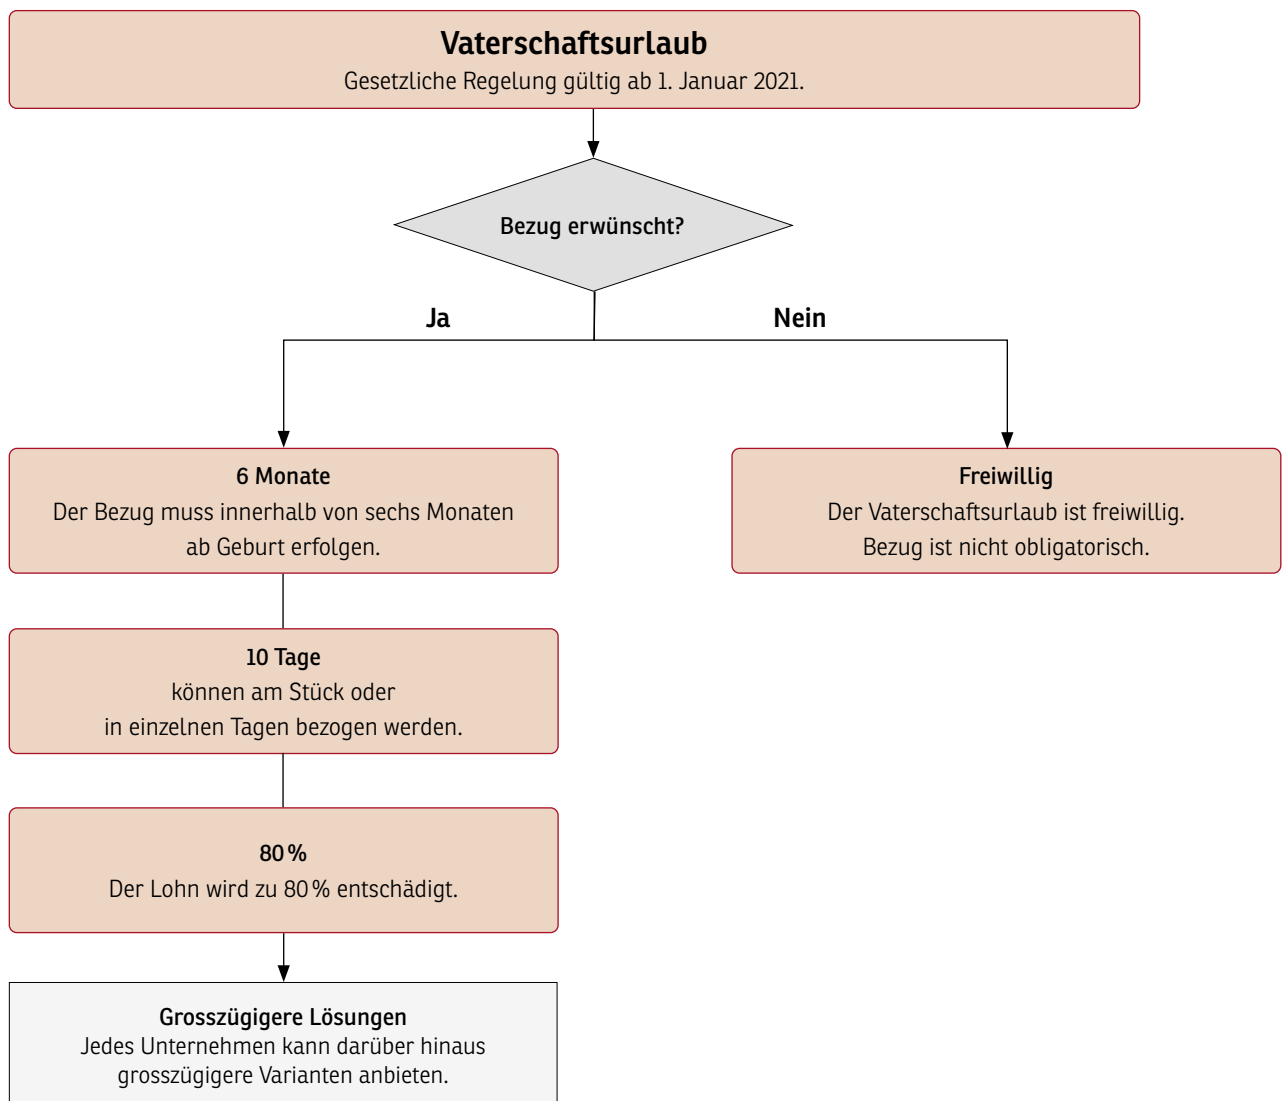 Vaterschaftsurlaub
Gesetzliche Regelung gültig ab 1. Januar 2021.
Bezug erwünscht?
Ja
Nein
6 Monate
Der Bezug muss innerhalb von sechs Monaten
ab Geburt erfolgen.
Freiwillig
Der Vaterschaftsurlaub ist freiwillig.
Bezug ist nicht obligatorisch.
10 Tage
können am Stück oder
in einzelnen Tagen bezogen werden.
80 %
Der Lohn wird zu 80 % entschädigt.
Grosszügigere Lösungen
Jedes Unternehmen kann darüber hinaus
grosszügigere Varianten anbieten.